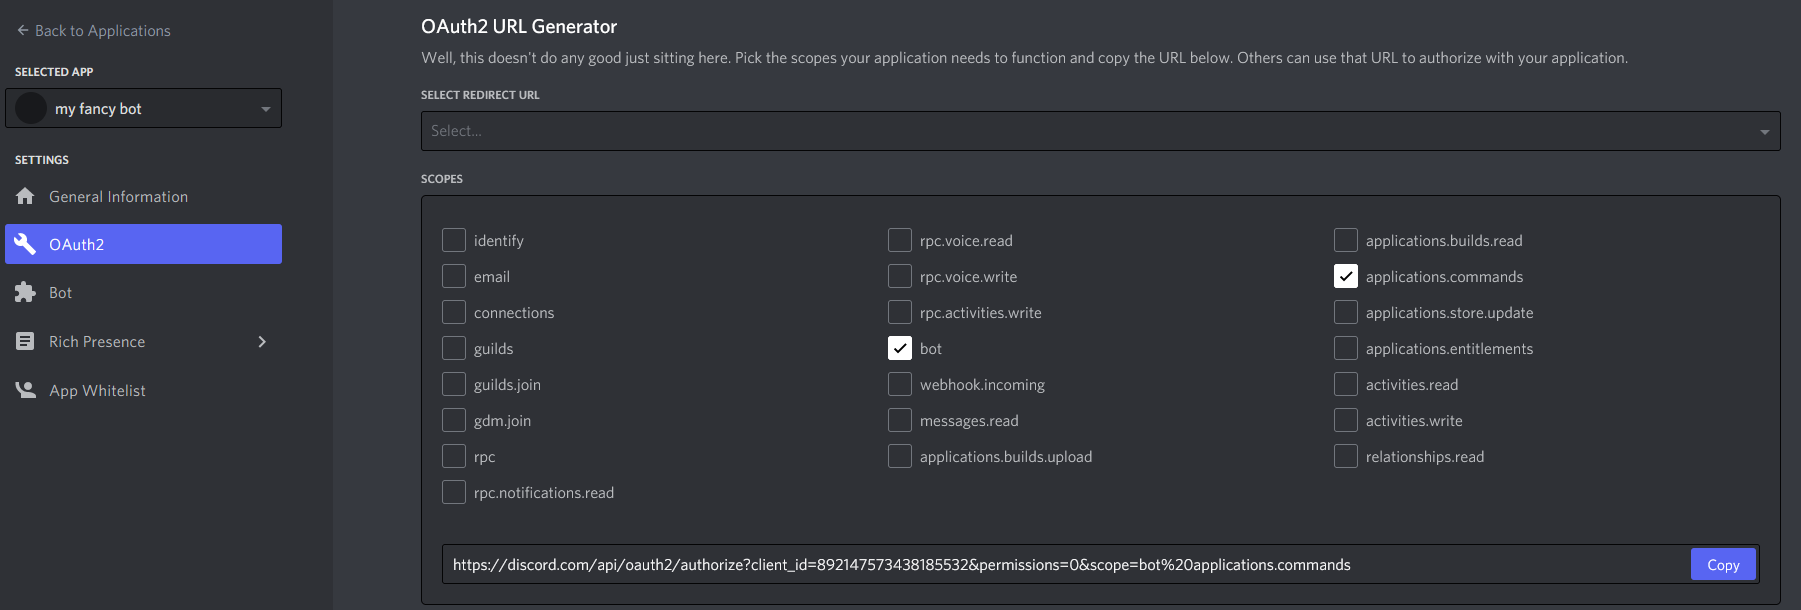 Back to Applications
SELECTED APP
my fancy bot
SETTINGS
General Information
OAuth2
Bot
Rich Presence
App Whitelist
OAuth2 URL Generator
Well, this doesn't do any good just sitting here. Pick the scopes your application needs to function and copy the URL below. Others can use that URL to authorize with your application.
SELECT REDIRECT URL
Select...
SCOPES
identify
email
connections
guilds
guilds.join
gdm.join
rpc
rpc.notifications.read
rpc.voice.read
rpc.voice.write
rpc.activities.write
bot
webhook.incoming
messages.read
applications.builds.upload
applications.builds.read
applications.commands
applications.store.update
applications.entitlements
activities.read
activities.write
relationships.read
https://discord.com/api/oauth2/authorize?client_id=892147573438185532&permissions=0&scope=bot%20applications.commands
Copy